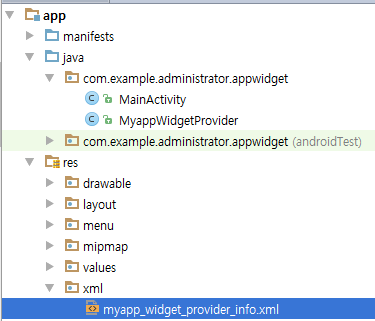 app
manifests
java
com.example.administrator.appwidget
MainActivity
MyappWidgetProvider
com.example.administrator.appwidget (androidTest)
res
drawable
layout
menu
mipmap
values
xml
myapp_widget_provider_info.xml